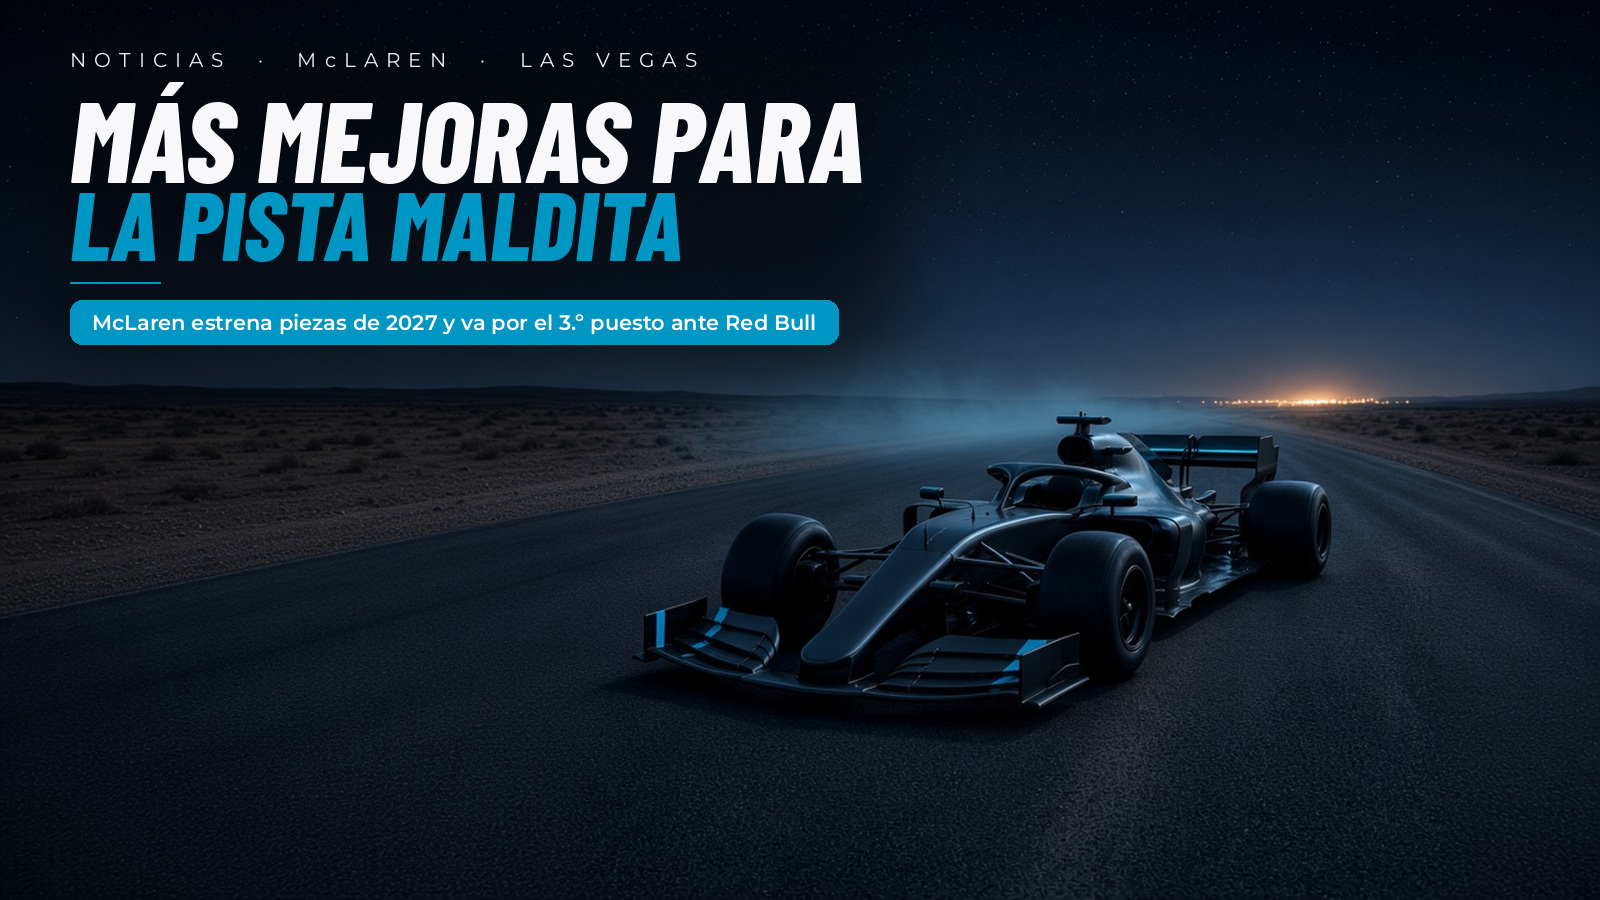 NOTICIAS · McLAREN · LAS VEGAS
MÁS MEJORAS PARA
LA PISTA MALDITA
McLaren estrena piezas de 2027 y va por el 3.º puesto ante Red Bull